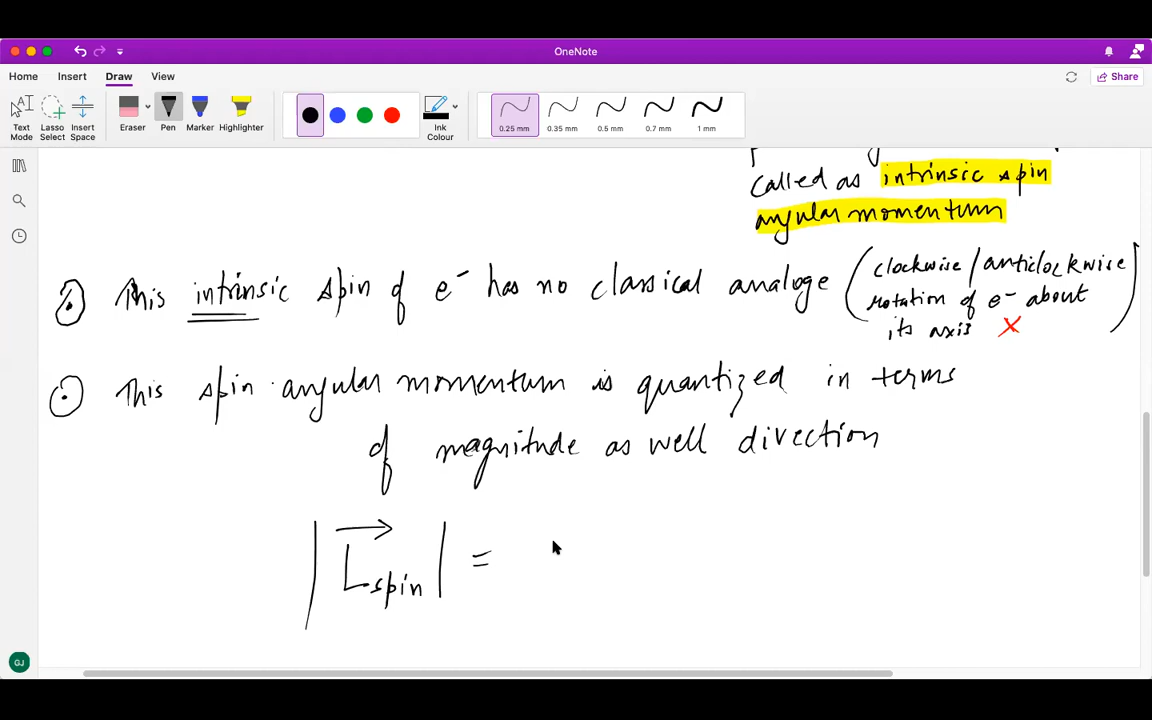 OneNote
Home Insert Draw View
Share
Text Mode
Lasso Select
Insert Space
Eraser
Pen
Marker
Highlighter
Ink Colour
0.25 mm
0.35 mm
0.5 mm
0.7 mm
1 mm
called as intrinsic spin
angular momentum
This intrinsic spin of e⁻ has no classical analoge (clockwise/anticlockwise
rotation of e⁻ about
its axis X)
This spin angular momentum is quantized in terms
of magnitude as well direction
|L⃗spin| =
GJ